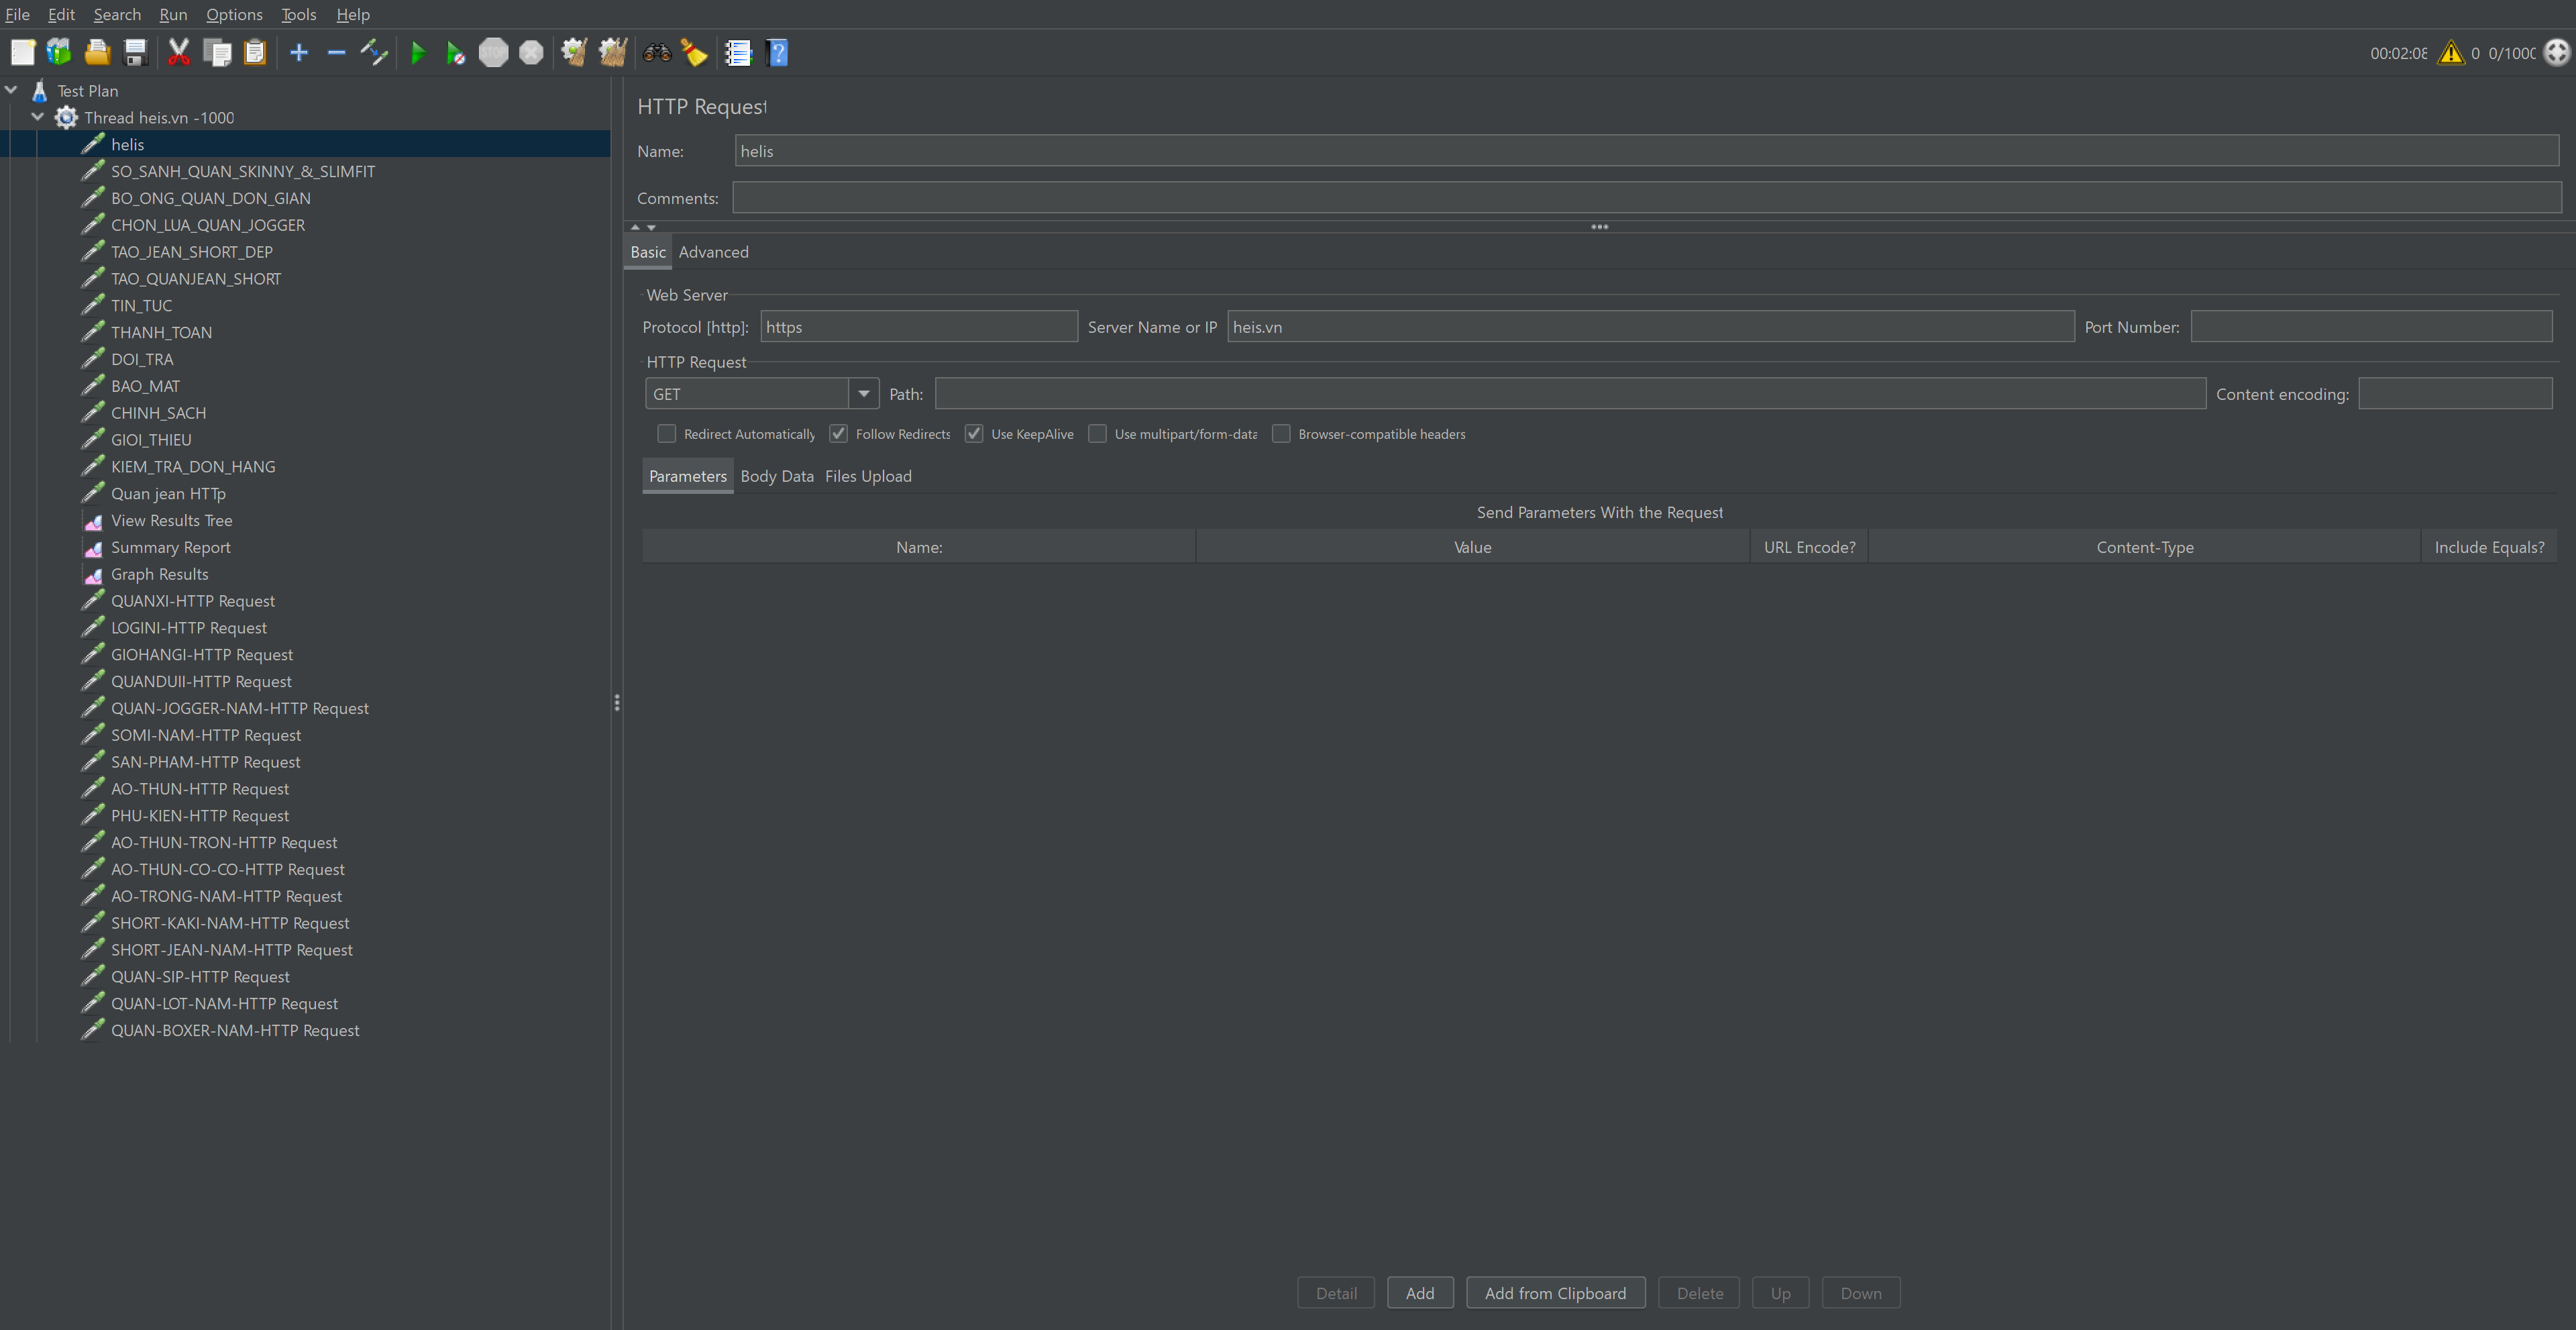 File Edit Search Run Options Tools Help
STOP
00:02:08 0 0/1000
Test Plan
Thread heis.vn -1000
helis
SO_SANH_QUAN_SKINNY_&_SLIMFIT
BO_ONG_QUAN_DON_GIAN
CHON_LUA_QUAN_JOGGER
TAO_JEAN_SHORT_DEP
TAO_QUANJEAN_SHORT
TIN_TUC
THANH_TOAN
DOI_TRA
BAO_MAT
CHINH_SACH
GIOI_THIEU
KIEM_TRA_DON_HANG
Quan jean HTTp
View Results Tree
Summary Report
Graph Results
QUANXI-HTTP Request
LOGINI-HTTP Request
GIOHANGI-HTTP Request
QUANDUII-HTTP Request
QUAN-JOGGER-NAM-HTTP Request
SOMI-NAM-HTTP Request
SAN-PHAM-HTTP Request
AO-THUN-HTTP Request
PHU-KIEN-HTTP Request
AO-THUN-TRON-HTTP Request
AO-THUN-CO-CO-HTTP Request
AO-TRONG-NAM-HTTP Request
SHORT-KAKI-NAM-HTTP Request
SHORT-JEAN-NAM-HTTP Request
QUAN-SIP-HTTP Request
QUAN-LOT-NAM-HTTP Request
QUAN-BOXER-NAM-HTTP Request
HTTP Request
Name: helis
Comments:
Basic Advanced
Web Server
Protocol [http]: https Server Name or IP heis.vn Port Number:
HTTP Request
GET Path: Content encoding:
Redirect Automatically Follow Redirects Use KeepAlive Use multipart/form-data Browser-compatible headers
Parameters Body Data Files Upload
Send Parameters With the Request
Name: Value URL Encode? Content-Type Include Equals?
Detail Add Add from Clipboard Delete Up Down